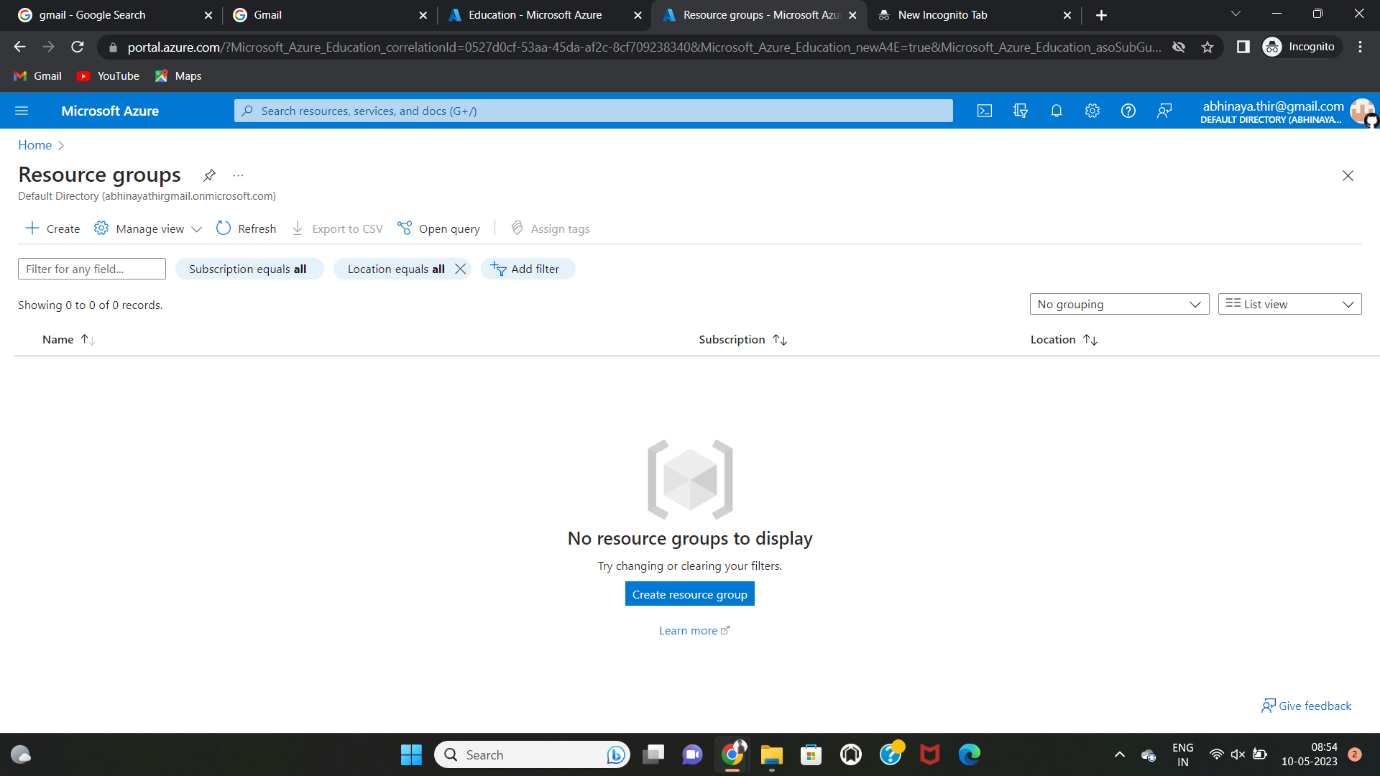 gmail - Google Search
Gmail
Education - Microsoft Azure
Resource groups - Microsoft Azu
New Incognito Tab
portal.azure.com/?Microsoft_Azure_Education_correlationId=0527d0cf-53aa-45da-af2c-8cf709238340&Microsoft_Azure_Education_newA4E=true&Microsoft_Azure_Education_asoSubGu...
Incognito
Gmail
YouTube
Maps
Microsoft Azure
Search resources, services, and docs (G+/)
abhinaya.thir@gmail.com
DEFAULT DIRECTORY (ABHINAYA...
Home
Resource groups
Default Directory (abhinayathirgmail.onmicrosoft.com)
Create
Manage view
Refresh
Export to CSV
Open query
Assign tags
Filter for any field...
Subscription equals all
Location equals all
Add filter
Showing 0 to 0 of 0 records.
No grouping
List view
Name
Subscription
Location
No resource groups to display
Try changing or clearing your filters.
Create resource group
Learn more
Give feedback
Search
ENG
IN
08:54
10-05-2023
2